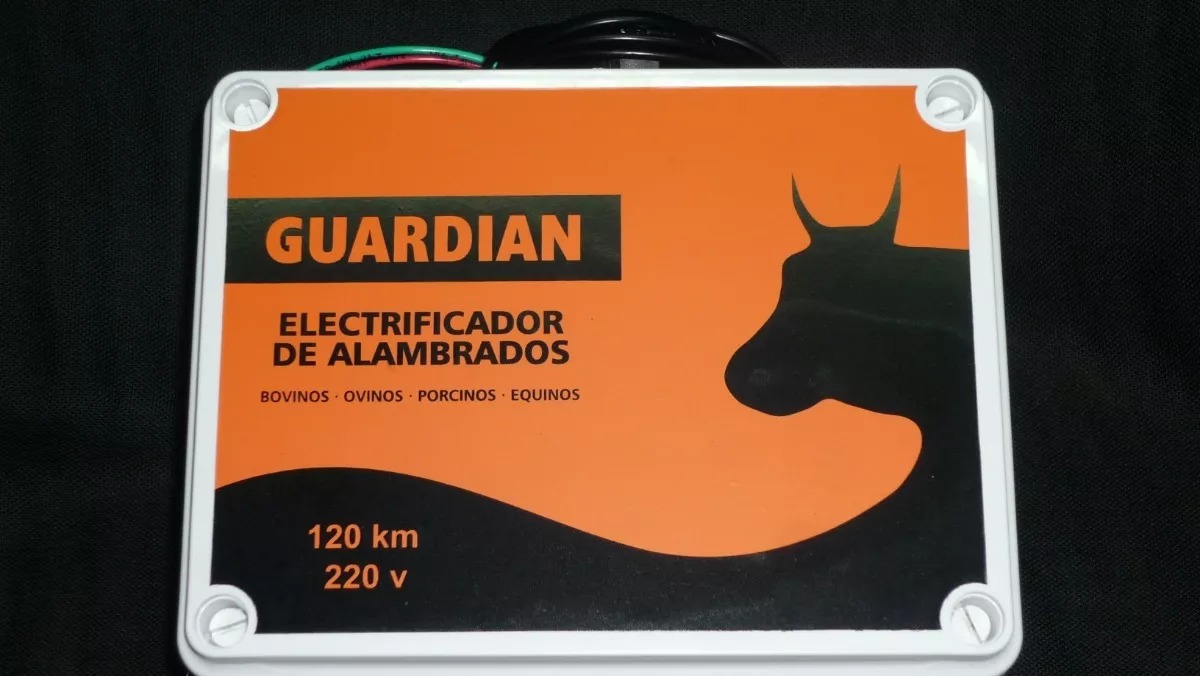 GUARDIAN
ELECTRIFICADOR
DE ALAMBRADOS
BOVINOS · OVINOS · PORCINOS · EQUINOS
120 km
220 v